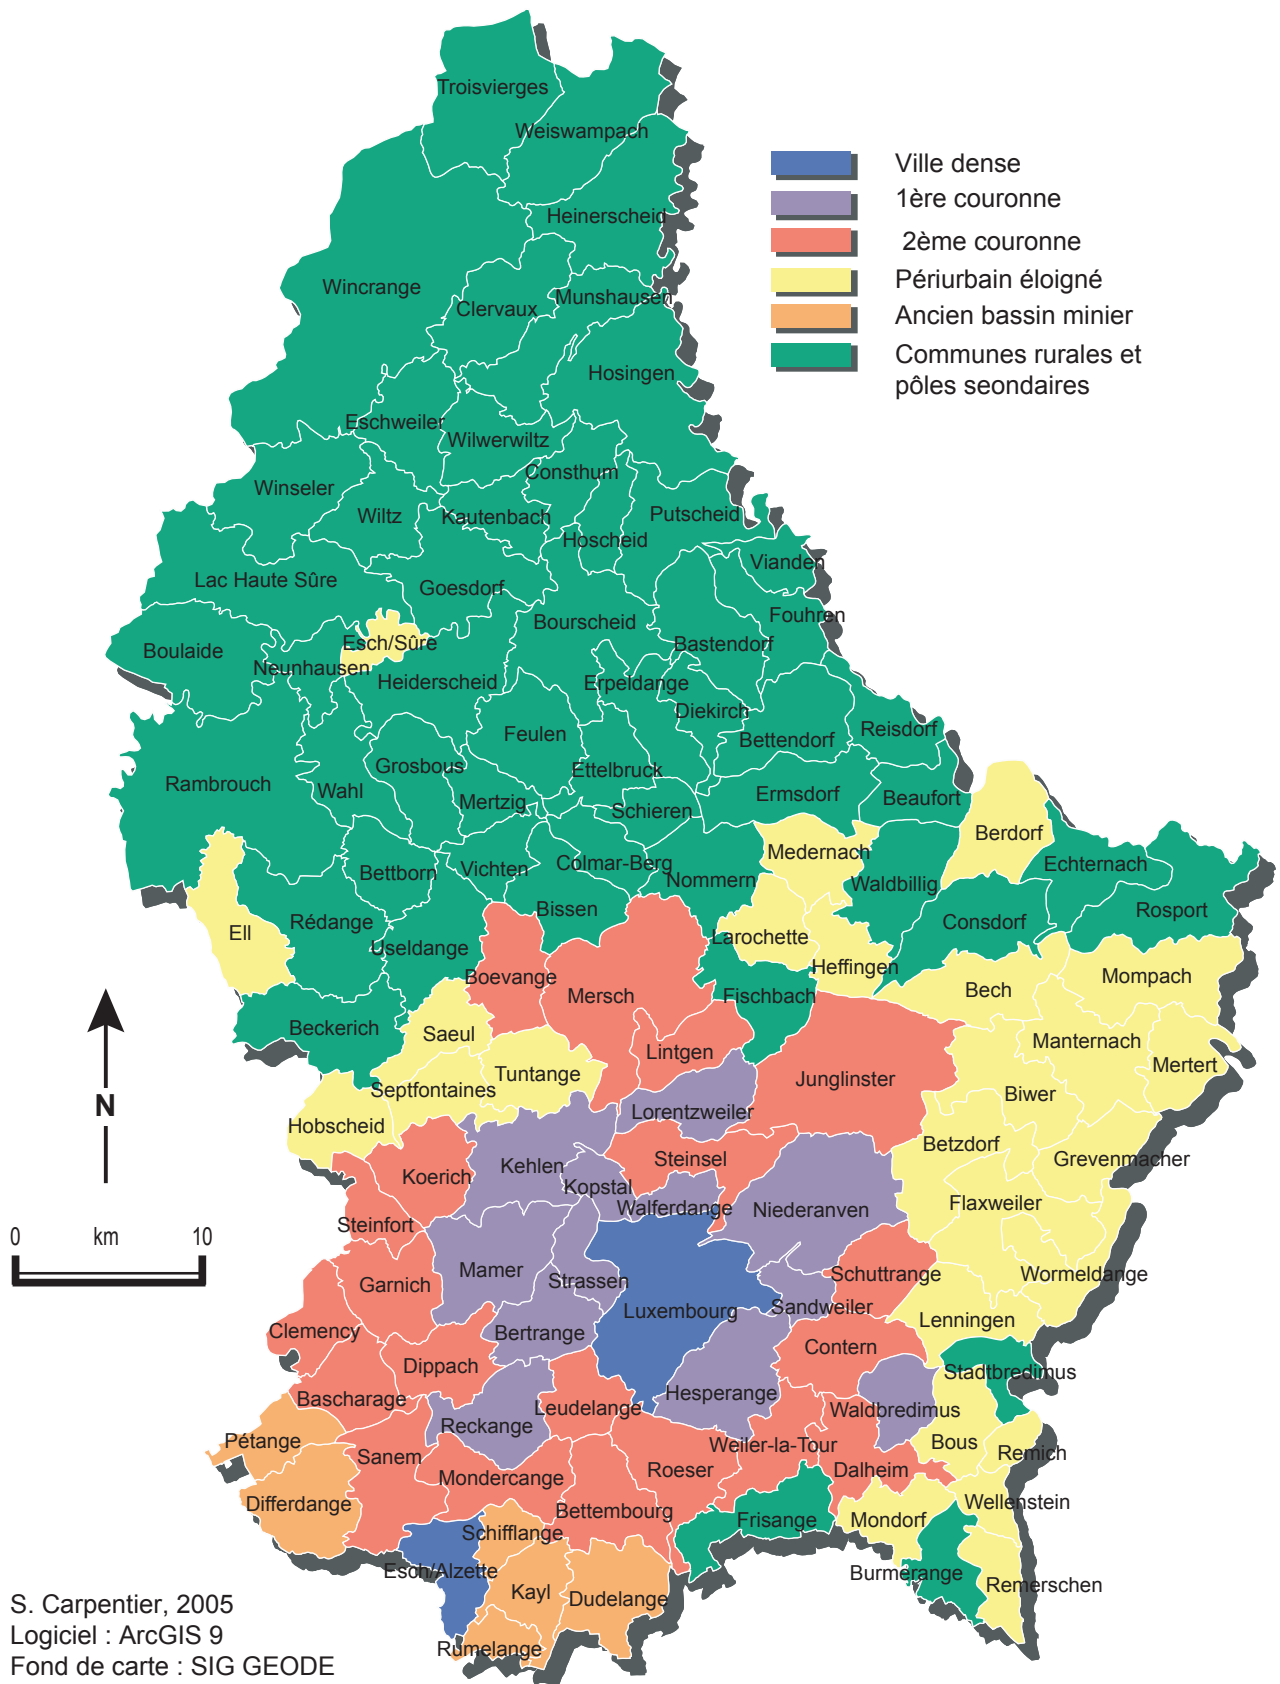 Troisvierges
Weiswampach
Ville dense
1ère couronne
Heinerscheid
2ème couronne
Wincrange
Périurbain éloigné
Munshausen
Clervaux
Ancien bassin minier
Communes rurales et
pôles seondaires
Hosingen
Eschweiler
Wilwerwiltz
Consthum
Winseler
Wiltz
Kautenbach
Putscheid
Hoscheid
Vianden
Lac Haute Sûre
Goesdorf
Fouhren
Bourscheid
Esch/Sûre
Bastendorf
Boulaide
Neunhausen
Heiderscheid
Erpeldange
Diekirch
Reisdorf
Feulen
Bettendorf
Grosbous
Ettelbruck
Rambrouch
Wahl
Mertzig
Ermsdorf
Beaufort
Schieren
Berdorf
Medernach
Colmar-Berg
Echternach
Vichten
Bettborn
Nommern
Waldbillig
Bissen
Rosport
Rédange
Consdorf
Ell
Useldange
Larochette
Heffingen
Boevange
Mompach
Mersch
Fischbach
Bech
Beckerich
Saeul
Manternach
Lintgen
Mertert
Tuntange
Junglinster
Septfontaines
Biwer
N
Lorentzweiler
Hobscheid
Betzdorf
Steinsel
Grevenmacher
Kehlen
Koerich
Kopstal
Flaxweiler
Walferdange
Niederanven
Steinfort
0 km 10
Mamer
Schuttrange
Wormeldange
Strassen
Garnich
Luxembourg
Sandweiler
Lenningen
Clemency
Bertrange
Contern
Dippach
Stadtbredimus
Hesperange
Bascharage
Leudelange
Waldbredimus
Reckange
Pétange
Weiler-la-Tour
Bous
Remich
Sanem
Roeser
Dalheim
Mondercange
Differdange
Wellenstein
Bettembourg
Frisange
Mondorf
Schifflange
Esch/Alzette
Burmerange
Remerschen
Kayl
Dudelange
Rumelange
S. Carpentier, 2005
Logiciel : ArcGIS 9
Fond de carte : SIG GEODE